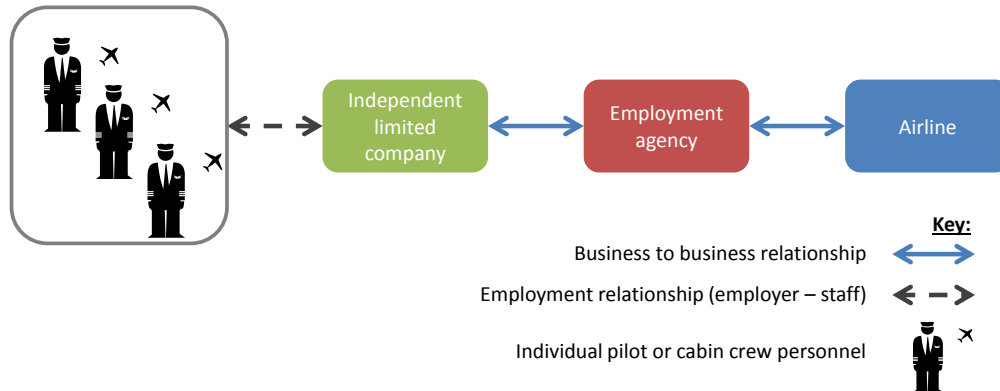 Independent
limited
company
Employment
agency
Airline
Key:
Business to business relationship
Employment relationship (employer – staff)
Individual pilot or cabin crew personnel